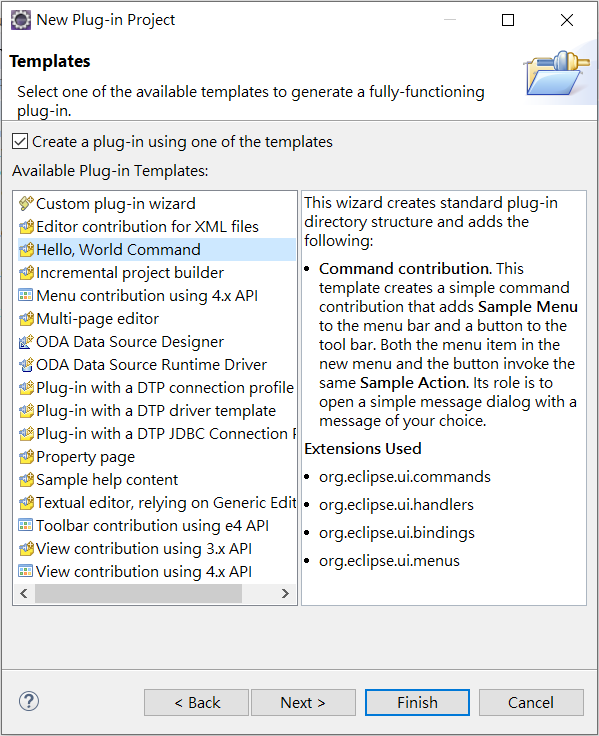 New Plug-in Project
Templates
Select one of the available templates to generate a fully-functioning
plug-in.
Create a plug-in using one of the templates
Available Plug-in Templates:
Custom plug-in wizard
Editor contribution for XML files
Hello, World Command
Incremental project builder
Menu contribution using 4.x API
Multi-page editor
ODA Data Source Designer
ODA Data Source Runtime Driver
Plug-in with a DTP connection profile
Plug-in with a DTP driver template
Plug-in with a DTP JDBC Connection
Property page
Sample help content
Textual editor, relying on Generic Edit
Toolbar contribution using e4 API
View contribution using 3.x API
View contribution using 4.x API
This wizard creates standard plug-in
directory structure and adds the
following:
• Command contribution. This
template creates a simple command
contribution that adds Sample Menu
to the menu bar and a button to the
tool bar. Both the menu item in the
new menu and the button invoke the
same Sample Action. Its role is to
open a simple message dialog with a
message of your choice.
Extensions Used
• org.eclipse.ui.commands
• org.eclipse.ui.handlers
• org.eclipse.ui.bindings
• org.eclipse.ui.menus
?
< Back
Next >
Finish
Cancel